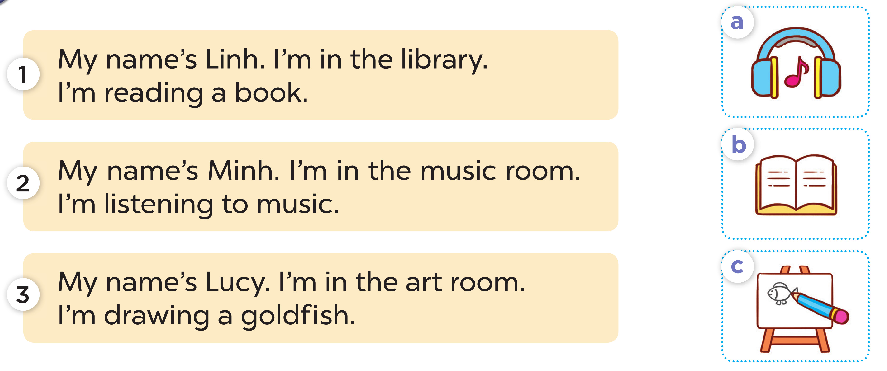 1
My name's Linh. I'm in the library.
I'm reading a book.
2
My name's Minh. I'm in the music room.
I'm listening to music.
3
My name's Lucy. I'm in the art room.
I'm drawing a goldfish.
a
b
c